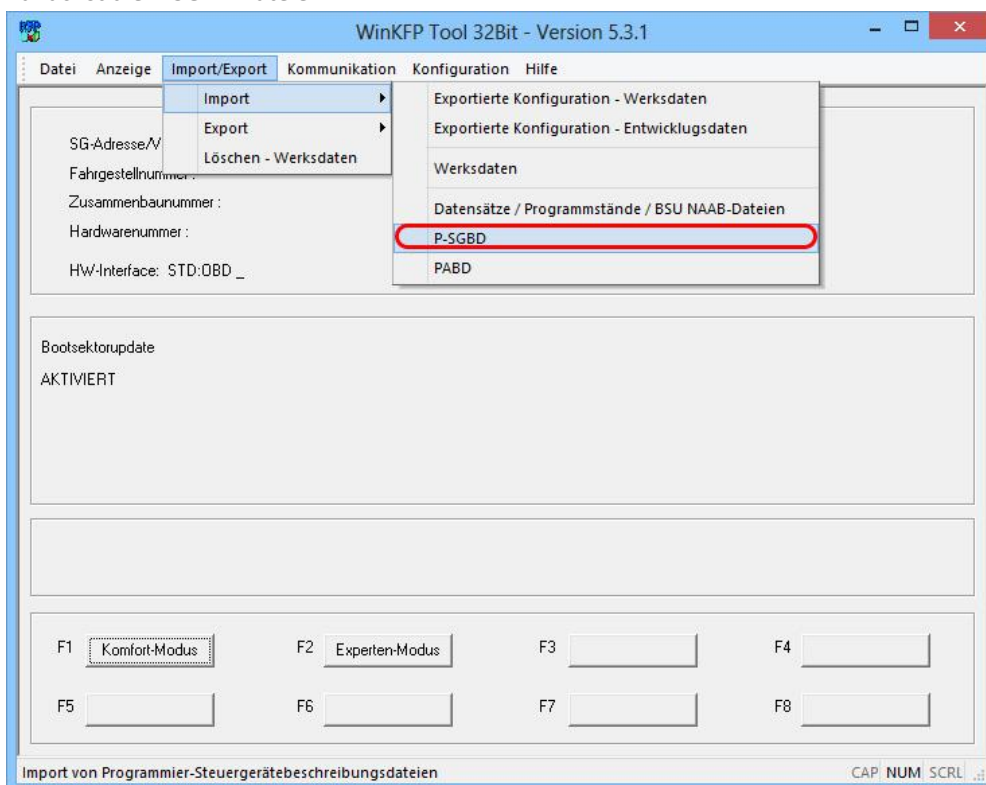 WinKFP Tool 32Bit - Version 5.3.1
Datei Anzeige Import/Export Kommunikation Konfiguration Hilfe
Import
Export
Löschen - Werksdaten
Exportierte Konfiguration - Werksdaten
Exportierte Konfiguration - Entwicklugsdaten
Werksdaten
Datensätze / Programmstände / BSU NAAB-Dateien
P-SGBD
PABD
SG-Adresse/V
Fahrgestellnummer :
Zusammenbaunummer :
Hardwarenummer :
HW-Interface: STD:OBD _
Bootsektorupdate
AKTIVIERT
F1 Komfort-Modus F2 Experten-Modus F3 F4
F5 F6 F7 F8
Import von Programmier-Steuergerätebeschreibungsdateien CAP NUM SCRL